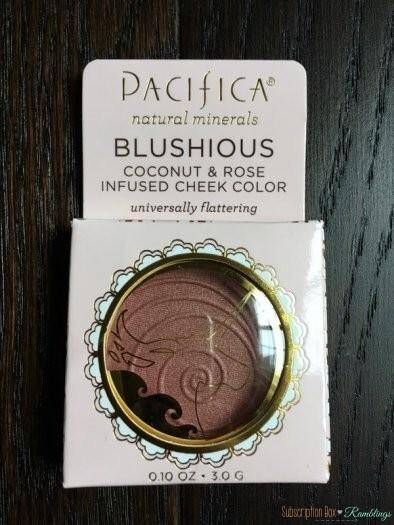 PACIFICA®
natural minerals
BLUSHIOUS
COCONUT & ROSE
INFUSED CHEEK COLOR
universally flattering
0.10 OZ • 3.0 G
Subscription Box ♥ Ramblings